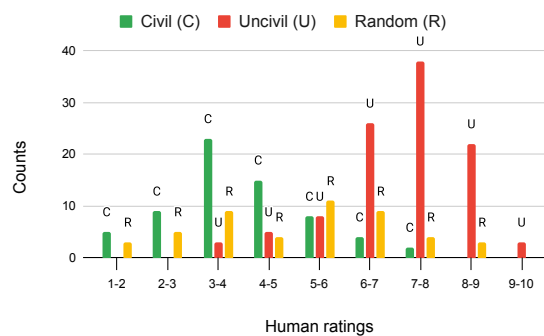 Civil (C) Uncivil (U) Random (R)
40
30
20
10
0
Counts
C R
C R
C U R
C U R
C U R
C U R
C U R
U R
U
1-2 2-3 3-4 4-5 5-6 6-7 7-8 8-9 9-10
Human ratings